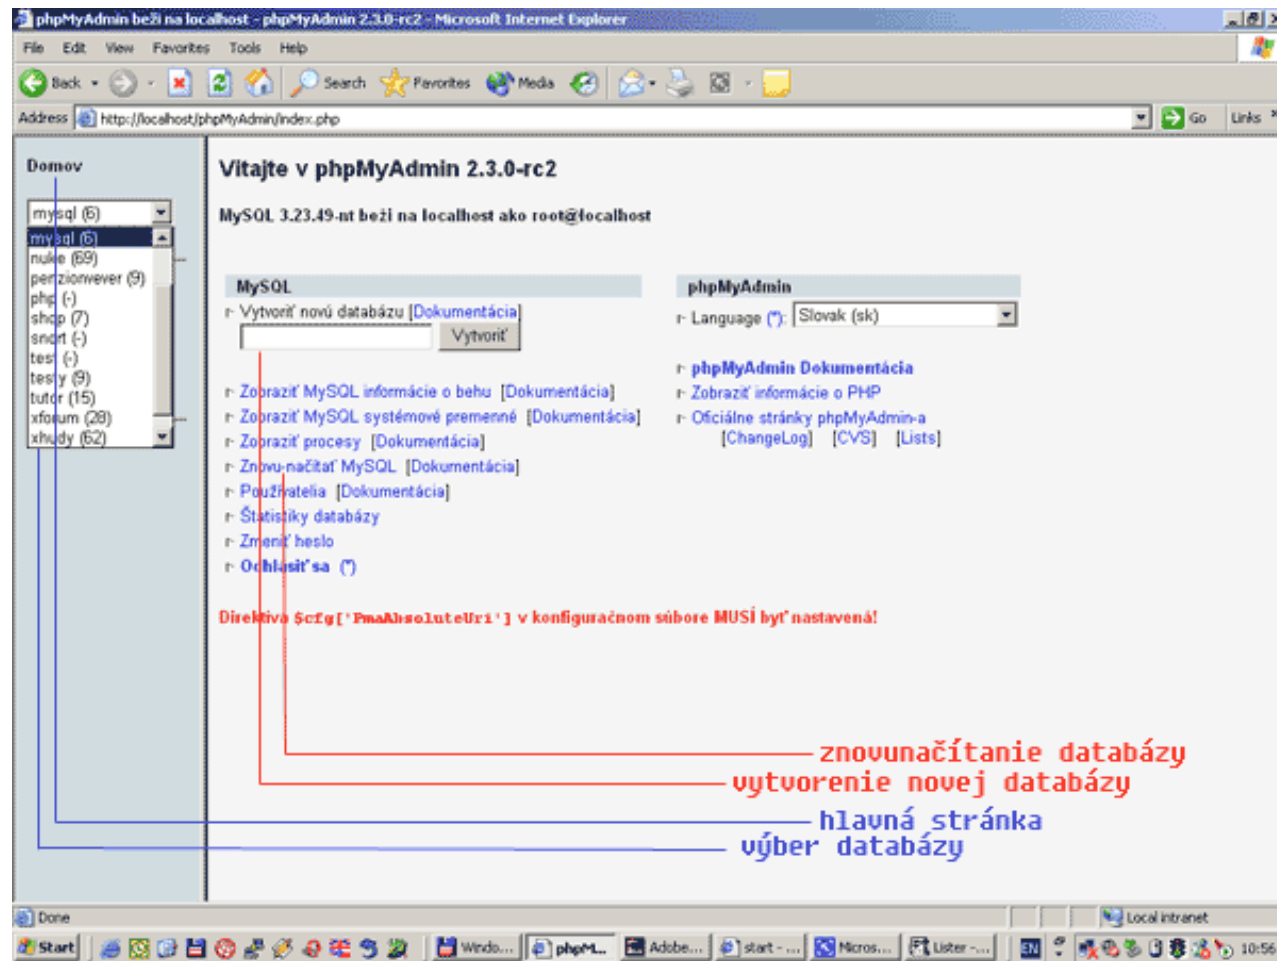 phpMyAdmin beží na localhost - phpMyAdmin 2.3.0-rc2 - Microsoft Internet Explorer
File Edit View Favorites Tools Help
Back Search Favorites Media
Address http://localhost/phpMyAdmin/index.php Go Links
Domov
Vitajte v phpMyAdmin 2.3.0-rc2
mysql (6)
MySQL 3.23.49-nt beží na localhost ako root@localhost
mysql (6)
nuke (69)
penzionvever (9)
php (-)
shop (7)
snort (-)
test (-)
testy (9)
tutor (15)
xforum (28)
xhudy (62)
MySQL
Vytvoriť novú databázu [Dokumentácia]
Vytvoriť
Zobraziť MySQL informácie o behu [Dokumentácia]
Zobraziť MySQL systémové premenné [Dokumentácia]
Zobraziť procesy [Dokumentácia]
Znovu-načítať MySQL [Dokumentácia]
Používatelia [Dokumentácia]
Štatistiky databázy
Zmeniť heslo
Odhlásiť sa (*)
phpMyAdmin
Language (*): Slovak (sk)
phpMyAdmin Dokumentácia
Zobraziť informácie o PHP
Oficiálne stránky phpMyAdmin-a
[ChangeLog] [CVS] [Lists]
Direktíva $cfg['PmaAbsoluteUri'] v konfiguračnom súbore MUSÍ byť nastavená!
znovunačítanie databázy
vytvorenie novej databázy
hlavná stránka
výber databázy
Done Local intranet
Start Windo... phpM... Adobe... start - ... Micros... Lister -... EN 10:56